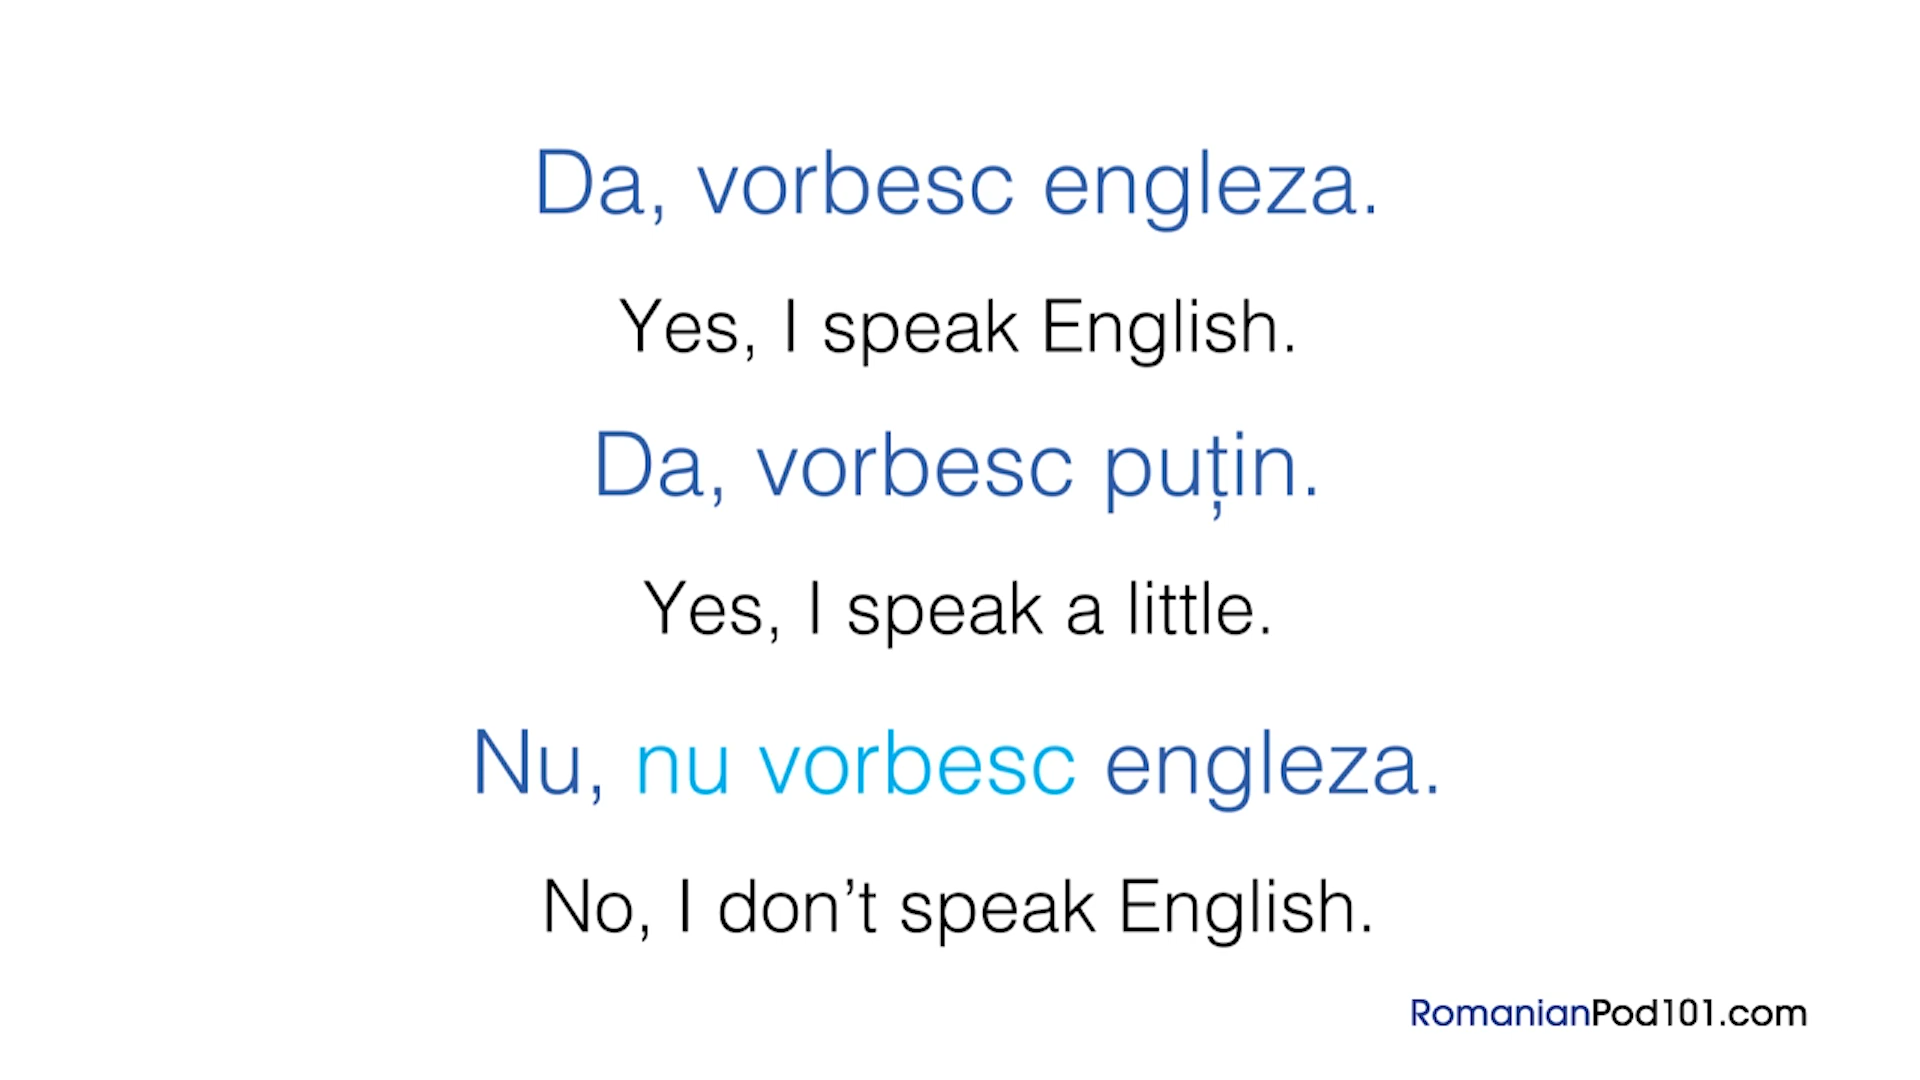 Da, vorbesc engleza.
Yes, I speak English.
Da, vorbesc puțin.
Yes, I speak a little.
Nu, nu vorbesc engleza.
No, I don’t speak English.
RomanianPod101.com